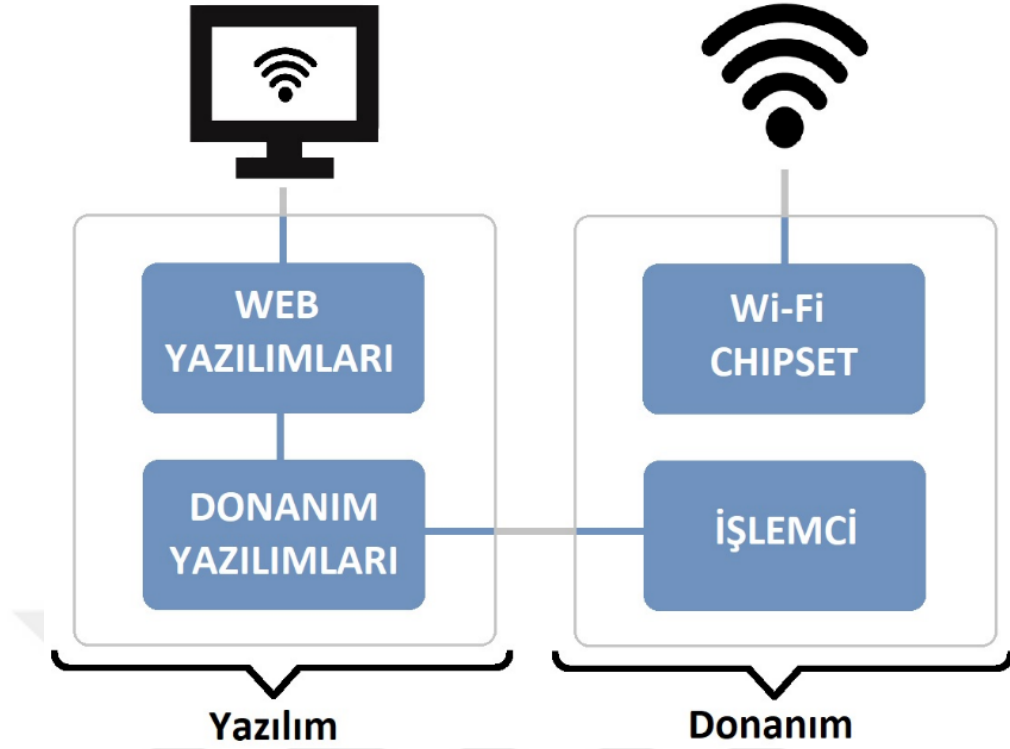 WEB
YAZILIMLARI
DONANIM
YAZILIMLARI
Yazılım
Wi-Fi
CHIPSET
İŞLEMCİ
Donanım